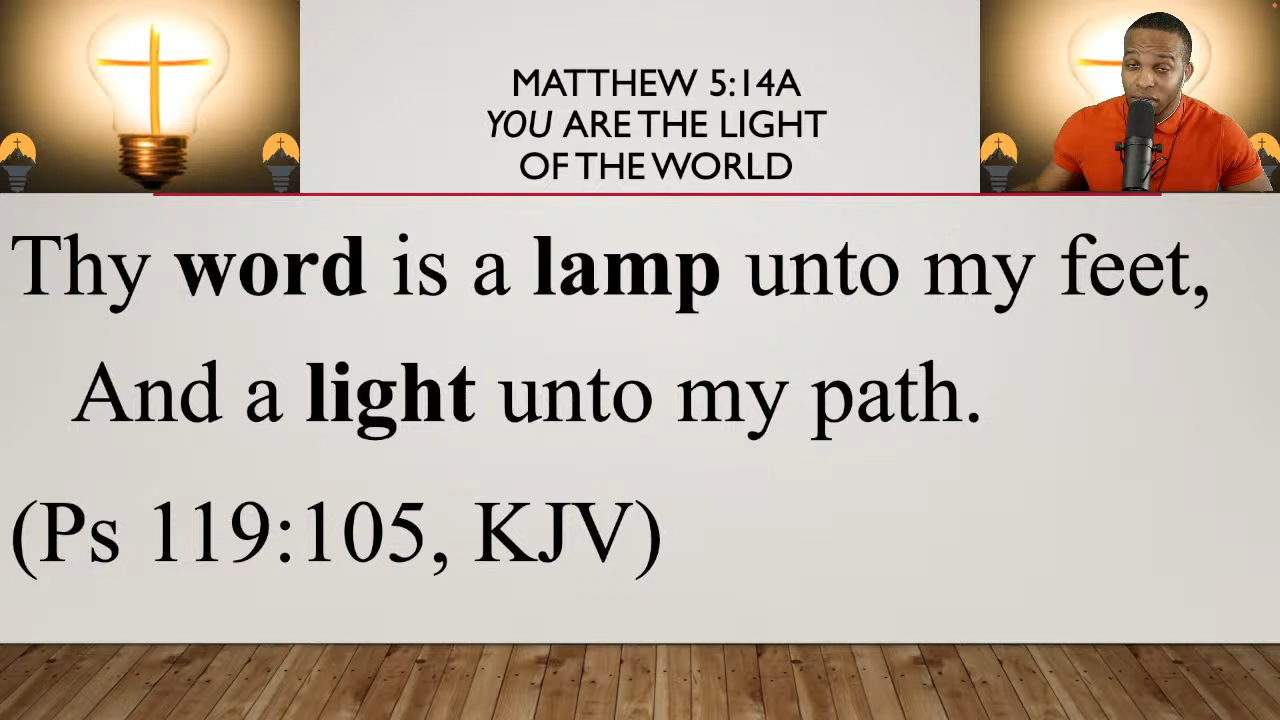 MATTHEW 5:14A
YOU ARE THE LIGHT
OF THE WORLD
Thy word is a lamp unto my feet,
And a light unto my path.
(Ps 119:105, KJV)